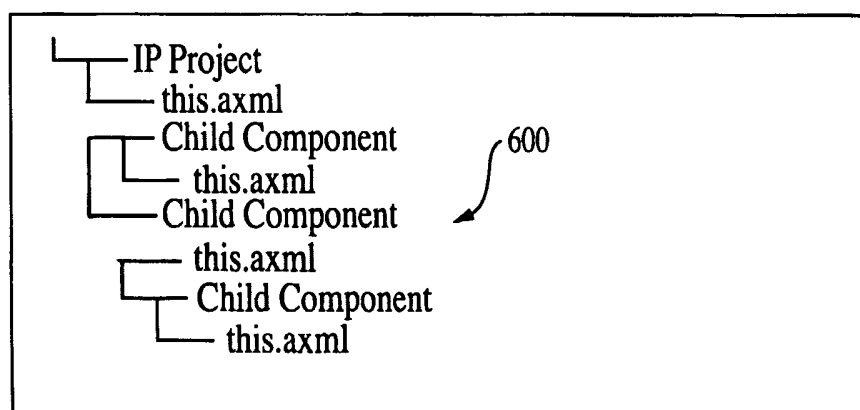 IP Project
this.axml
Child Component
600
this.axml
Child Component
this.axml
Child Component
this.axml